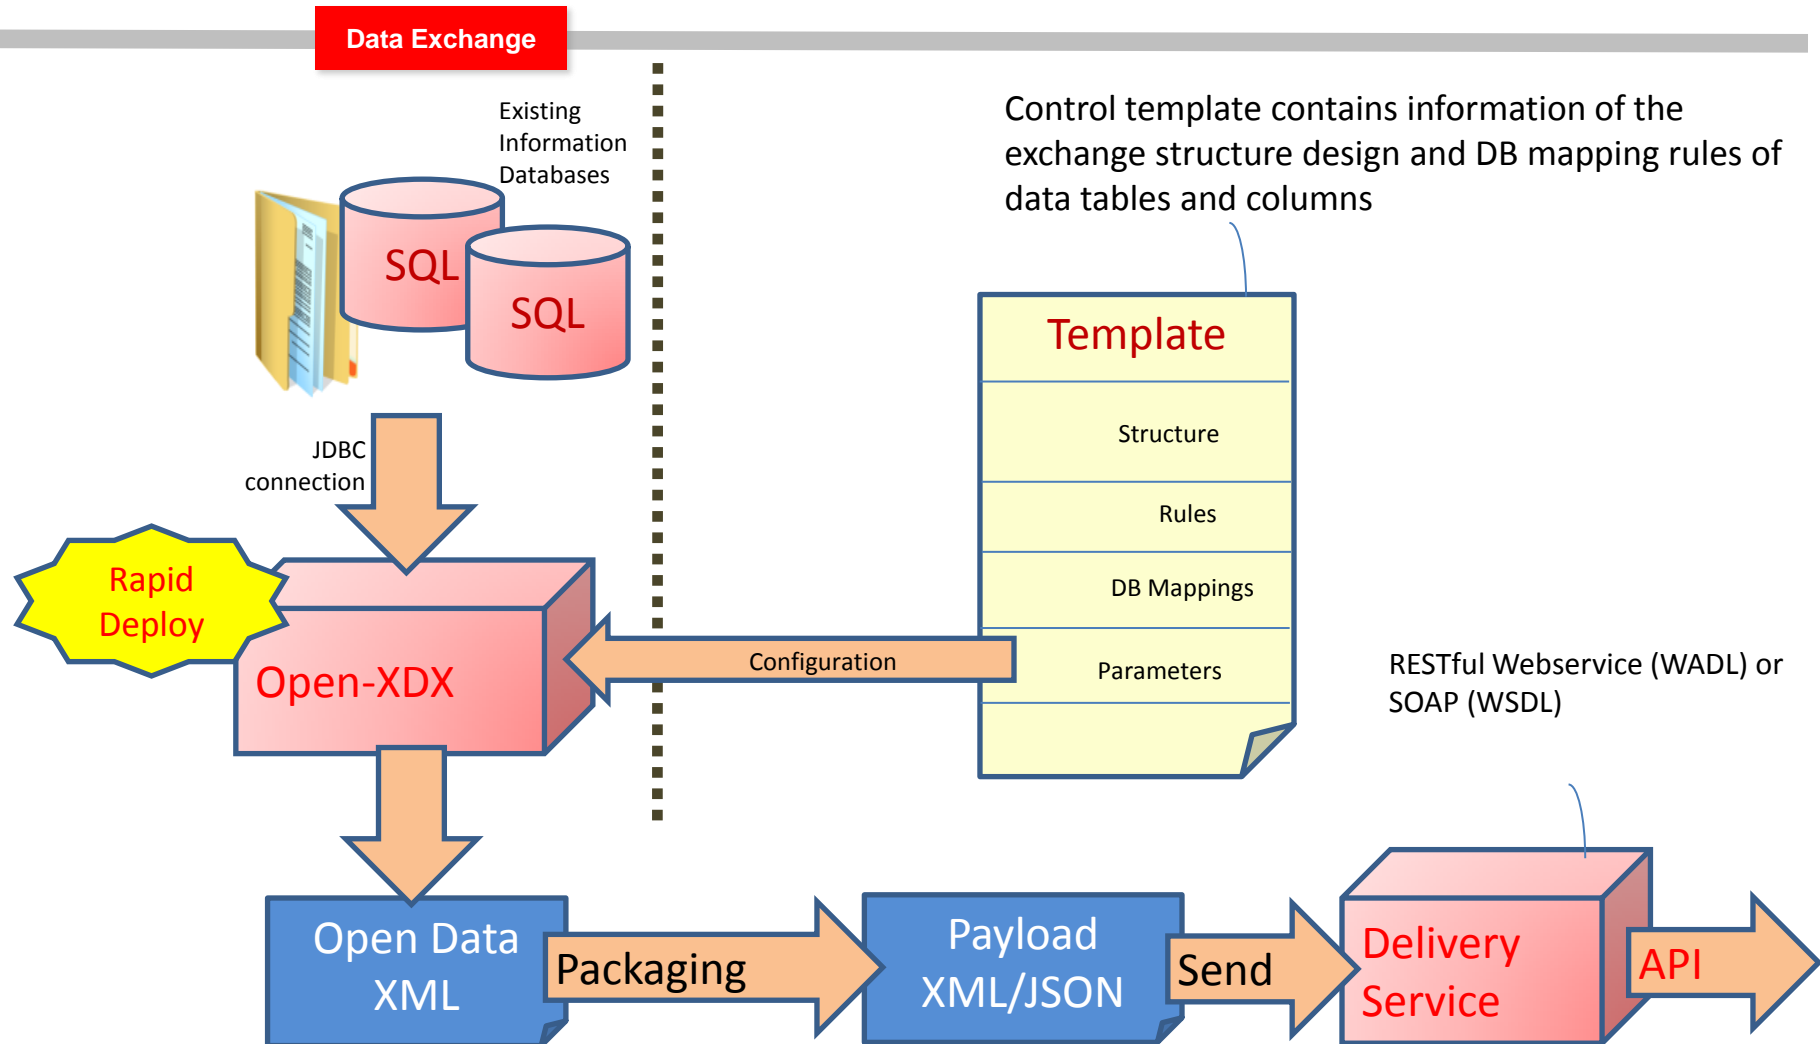 Data Exchange
Existing
Information
Databases
SQL
SQL
Control template contains information of the
exchange structure design and DB mapping rules of
data tables and columns
Template
Structure
Rules
DB Mappings
Parameters
JDBC
connection
Rapid
Deploy
Open-XDX
Configuration
RESTful Webservice (WADL) or
SOAP (WSDL)
Open Data
XML
Packaging
Payload
XML/JSON
Send
Delivery
Service
API